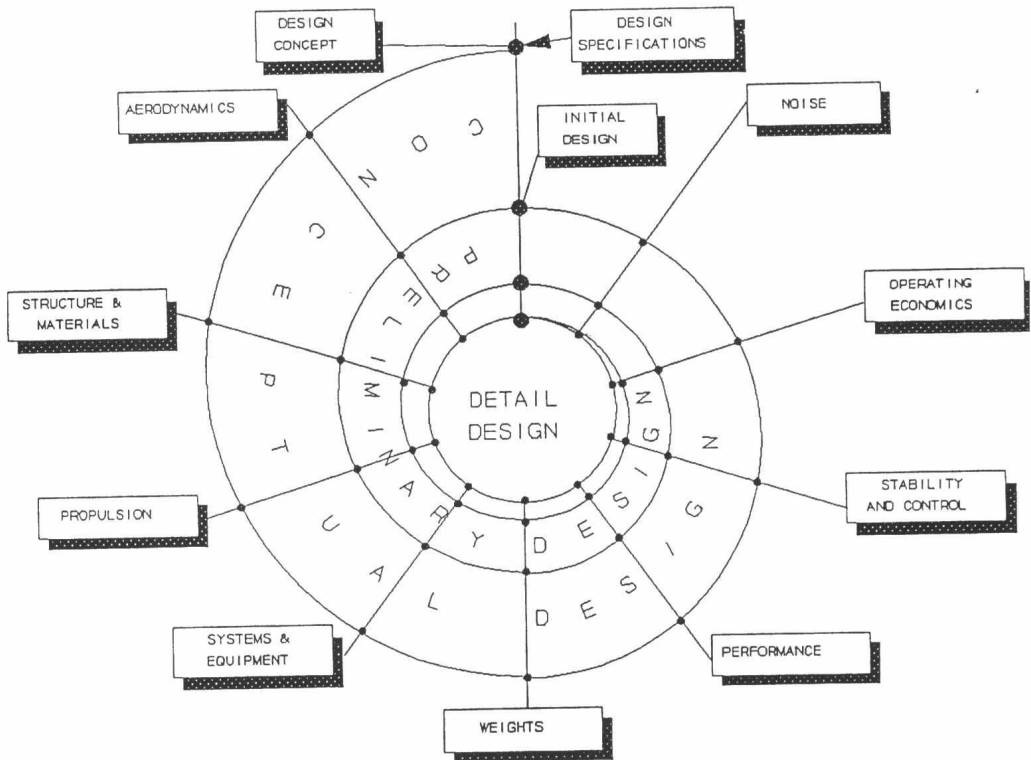 DESIGN
CONCEPT
DESIGN
SPECIFICATIONS
AERODYNAMICS
INITIAL
DESIGN
NOISE
STRUCTURE &
MATERIALS
OPERATING
ECONOMICS
CONCEPTUAL DESIGN
PRELIMINARY DESIGN
DETAIL
DESIGN
PROPULSION
STABILITY
AND CONTROL
SYSTEMS &
EQUIPMENT
PERFORMANCE
WEIGHTS